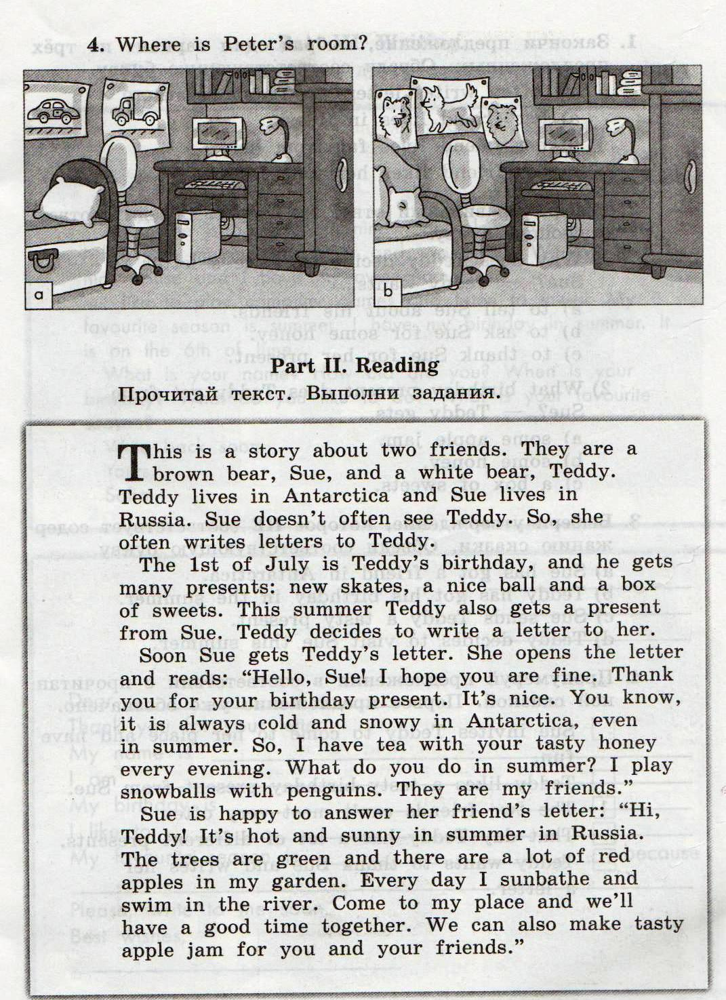 4. Where is Peter's room?
a
b
Part II. Reading
Прочитай текст. Выполни задания.
This is a story about two friends. They are a
brown bear, Sue, and a white bear, Teddy.
Teddy lives in Antarctica and Sue lives in
Russia. Sue doesn't often see Teddy. So, she
often writes letters to Teddy.
The 1st of July is Teddy's birthday, and he gets
many presents: new skates, a nice ball and a box
of sweets. This summer Teddy also gets a present
from Sue. Teddy decides to write a letter to her.
Soon Sue gets Teddy's letter. She opens the letter
and reads: “Hello, Sue! I hope you are fine. Thank
you for your birthday present. It's nice. You know,
it is always cold and snowy in Antarctica, even
in summer. So, I have tea with your tasty honey
every evening. What do you do in summer? I play
snowballs with penguins. They are my friends.”
Sue is happy to answer her friend's letter: “Hi,
Teddy! It's hot and sunny in summer in Russia.
The trees are green and there are a lot of red
apples in my garden. Every day I sunbathe and
swim in the river. Come to my place and we'll
have a good time together. We can also make tasty
apple jam for you and your friends.”